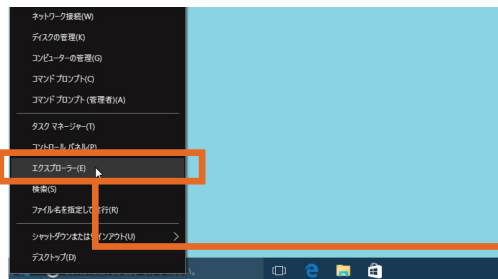 ネットワーク接続(W)
ディスクの管理(K)
コンピューターの管理(G)
コマンド プロンプト(C)
コマンド プロンプト (管理者)(A)
タスク マネージャー(T)
コントロール パネル(P)
エクスプローラー(E)
検索(S)
ファイル名を指定して実行(R)
シャットダウンまたはサインアウト(U)
デスクトップ(D)